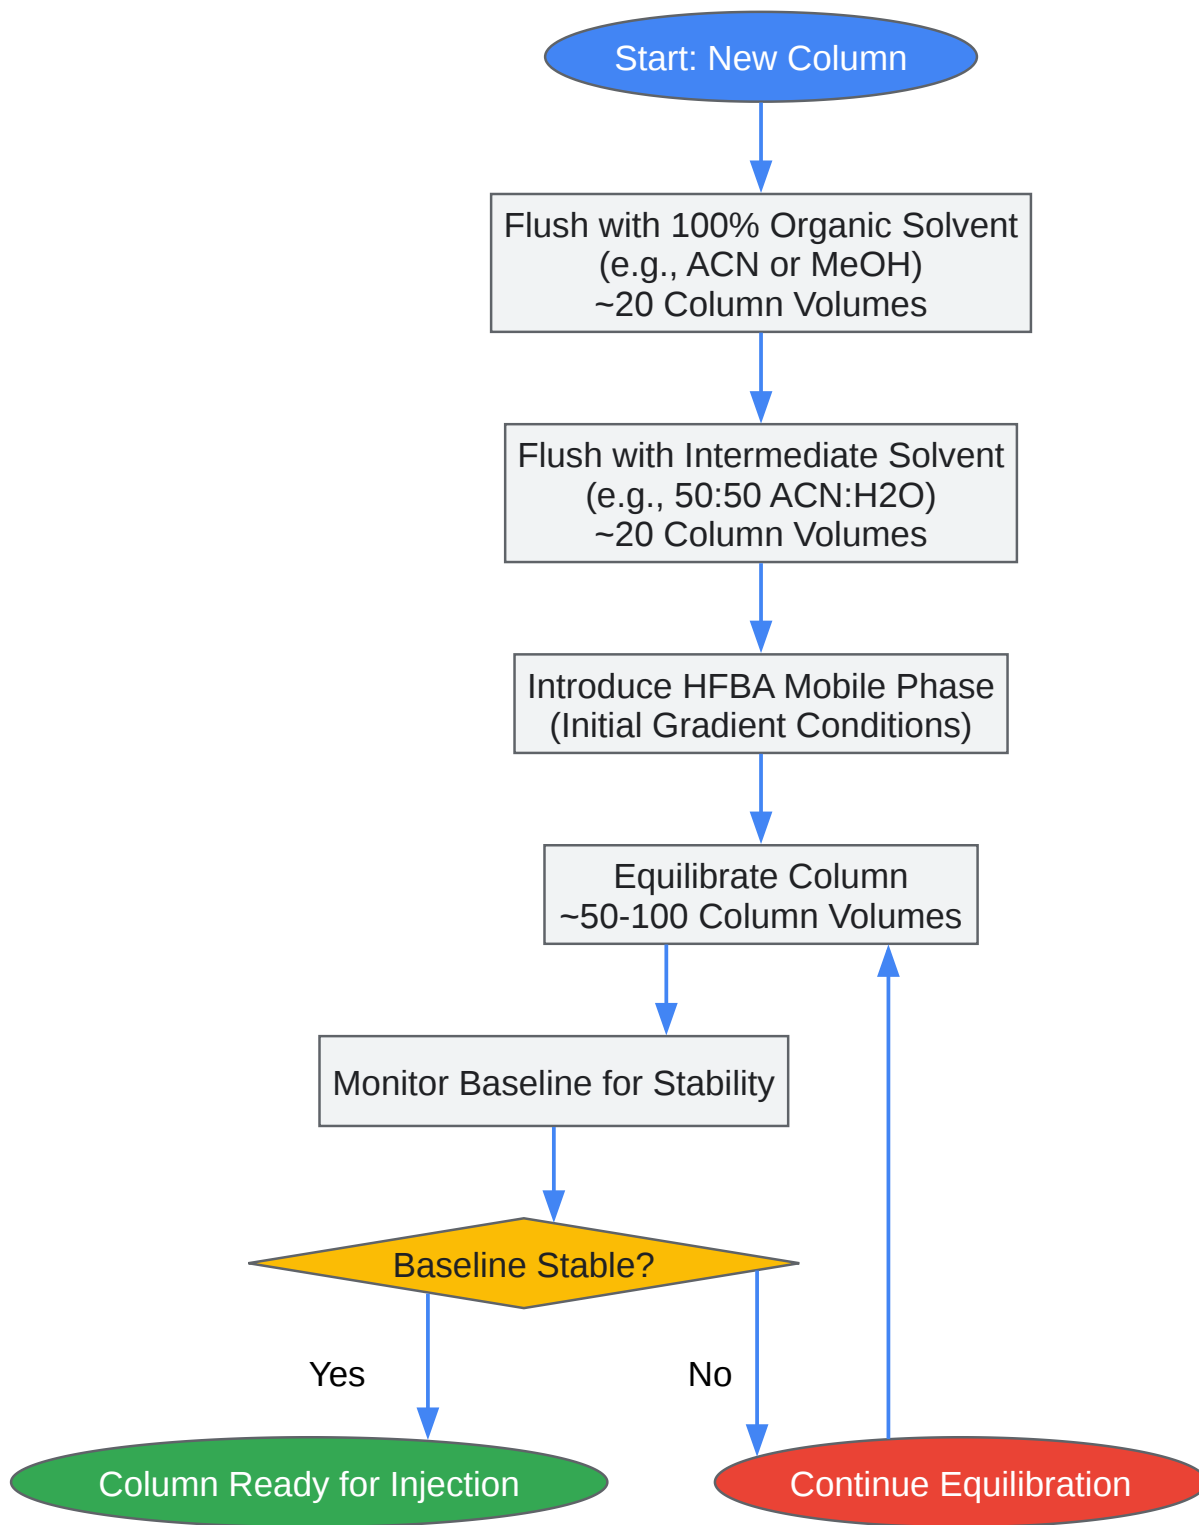 Start: New Column
Flush with 100% Organic Solvent
(e.g., ACN or MeOH)
~20 Column Volumes
Flush with Intermediate Solvent
(e.g., 50:50 ACN:H2O)
~20 Column Volumes
Introduce HFBA Mobile Phase
(Initial Gradient Conditions)
Equilibrate Column
~50-100 Column Volumes
Monitor Baseline for Stability
Baseline Stable?
Yes
No
Column Ready for Injection
Continue Equilibration